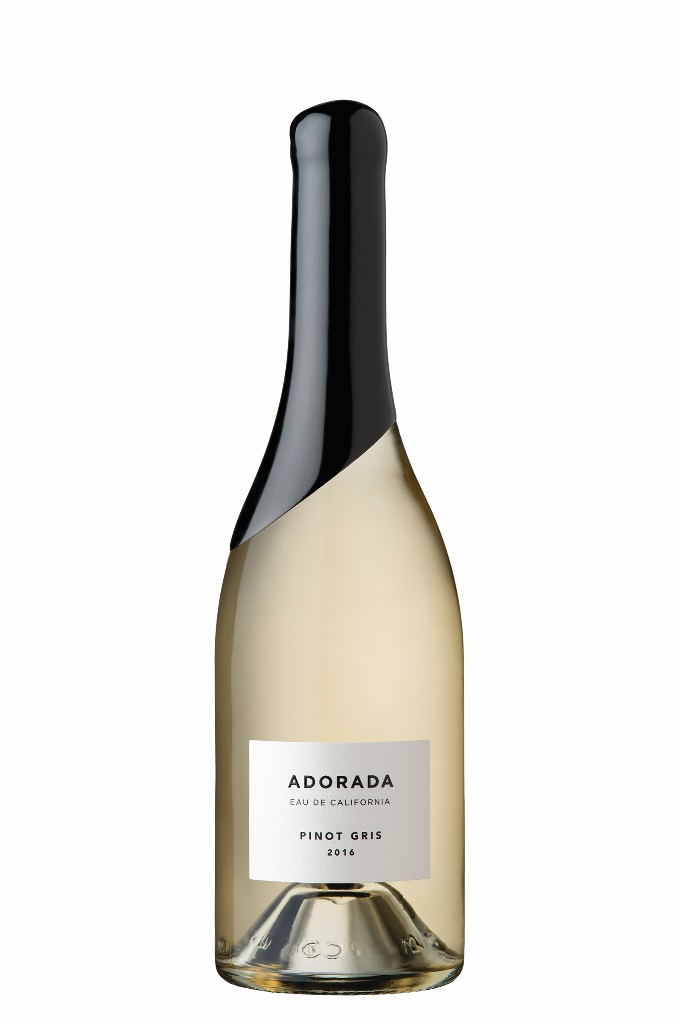 ADORADA
EAU DE CALIFORNIA
PINOT GRIS
2016